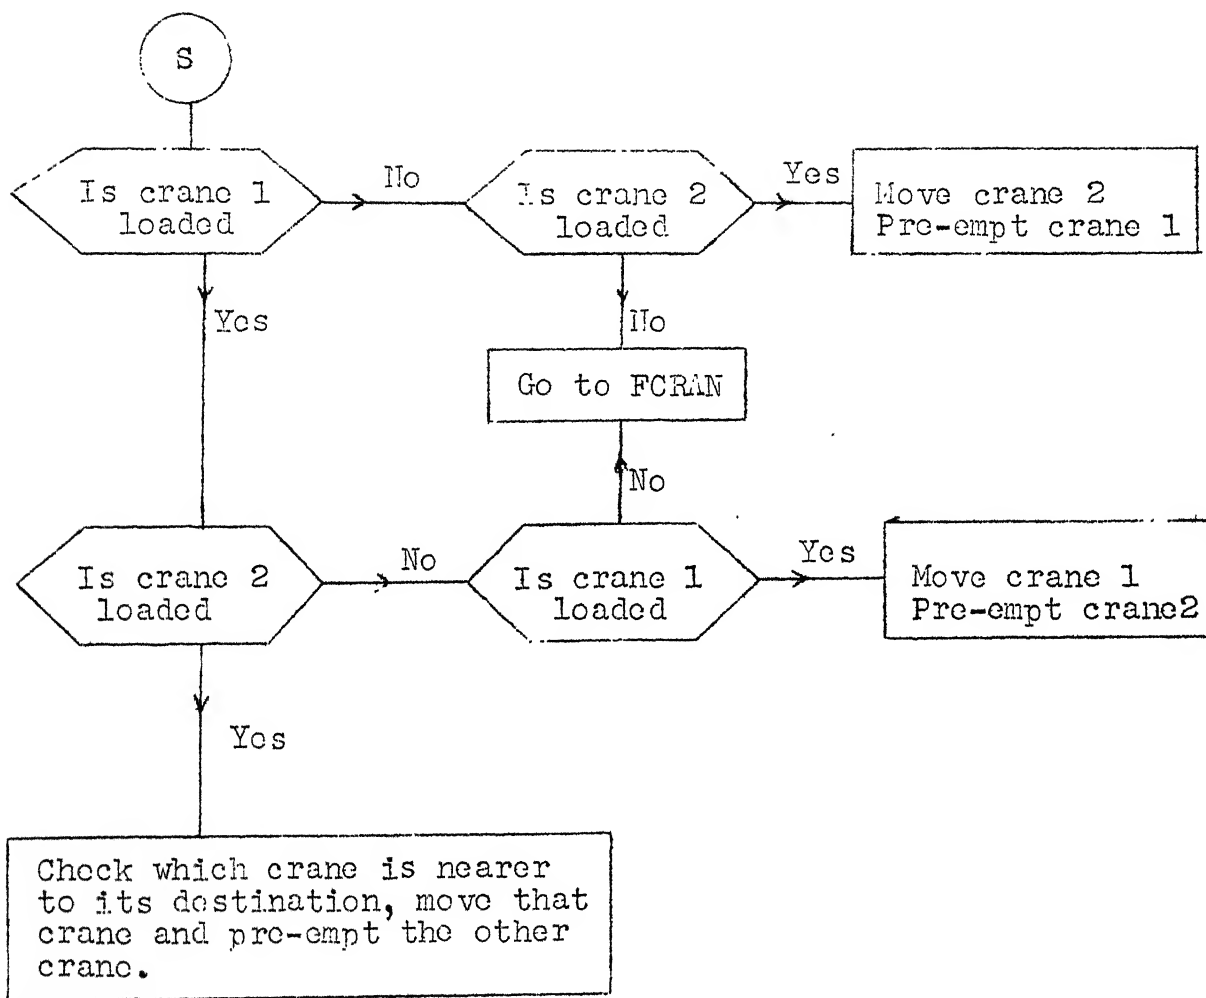 S
Is crane 1
loaded
No
Is crane 2
loaded
Yes
Move crane 2
Pre-empt crane 1
Yes
No
Go to FCRAN
No
Is crane 2
loaded
No
Is crane 1
loaded
Yes
Move crane 1
Pre-empt crane2
Yes
Check which crane is nearer
to its destination, move that
crane and pre-empt the other
crane.